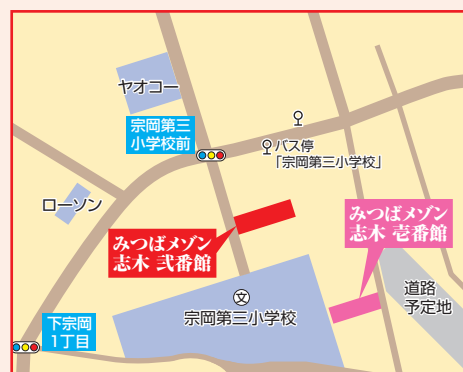 ヤオコー
宗岡第三
小学校前
バス停
「宗岡第三小学校」
ローソン
みつばメゾン
志木 弐番館
みつばメゾン
志木 壱番館
文
宗岡第三小学校
道路
予定地
下宗岡
1丁目